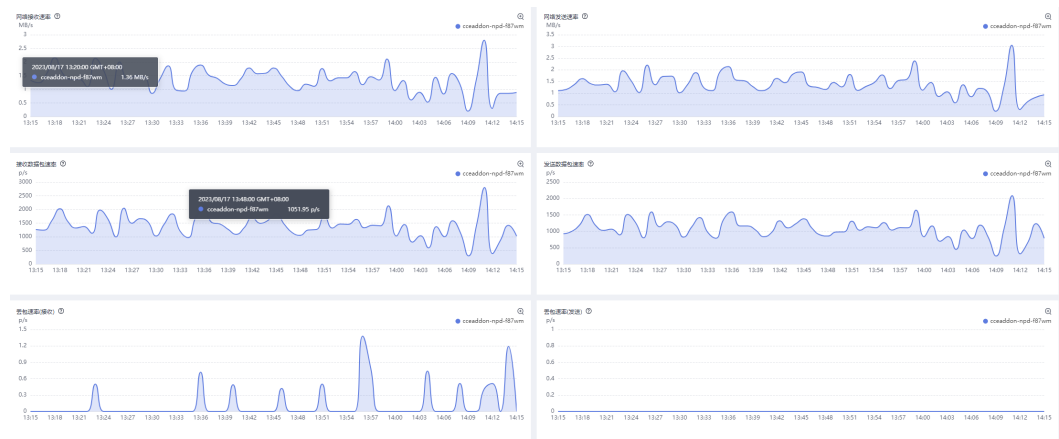 网络接收速率
MB/s
cceaddon-npd-f87wm
3
2.5
2
1.5
1
0.5
0
2023/08/17 13:20:00 GMT+08:00
cceaddon-npd-f87wm 1.36 MB/s
13:15 13:18 13:21 13:24 13:27 13:30 13:33 13:36 13:39 13:42 13:45 13:48 13:51 13:54 13:57 14:00 14:03 14:06 14:09 14:12 14:15
网络发送速率
MB/s
cceaddon-npd-f87wm
3.5
3
2.5
2
1.5
1
0.5
0
13:15 13:18 13:21 13:24 13:27 13:30 13:33 13:36 13:39 13:42 13:45 13:48 13:51 13:54 13:57 14:00 14:03 14:06 14:09 14:12 14:15
接收数据包速率
p/s
cceaddon-npd-f87wm
3000
2500
2000
1500
1000
500
0
2023/08/17 13:48:00 GMT+08:00
cceaddon-npd-f87wm 1051.95 p/s
13:15 13:18 13:21 13:24 13:27 13:30 13:33 13:36 13:39 13:42 13:45 13:48 13:51 13:54 13:57 14:00 14:03 14:06 14:09 14:12 14:15
发送数据包速率
p/s
cceaddon-npd-f87wm
2500
2000
1500
1000
500
0
13:15 13:18 13:21 13:24 13:27 13:30 13:33 13:36 13:39 13:42 13:45 13:48 13:51 13:54 13:57 14:00 14:03 14:06 14:09 14:12 14:15
丢包速率(接收)
p/s
cceaddon-npd-f87wm
1.5
1.2
0.9
0.6
0.3
0
13:15 13:18 13:21 13:24 13:27 13:30 13:33 13:36 13:39 13:42 13:45 13:48 13:51 13:54 13:57 14:00 14:03 14:06 14:09 14:12 14:15
丢包速率(发送)
p/s
cceaddon-npd-f87wm
1
0.8
0.6
0.4
0.2
0
13:15 13:18 13:21 13:24 13:27 13:30 13:33 13:36 13:39 13:42 13:45 13:48 13:51 13:54 13:57 14:00 14:03 14:06 14:09 14:12 14:15